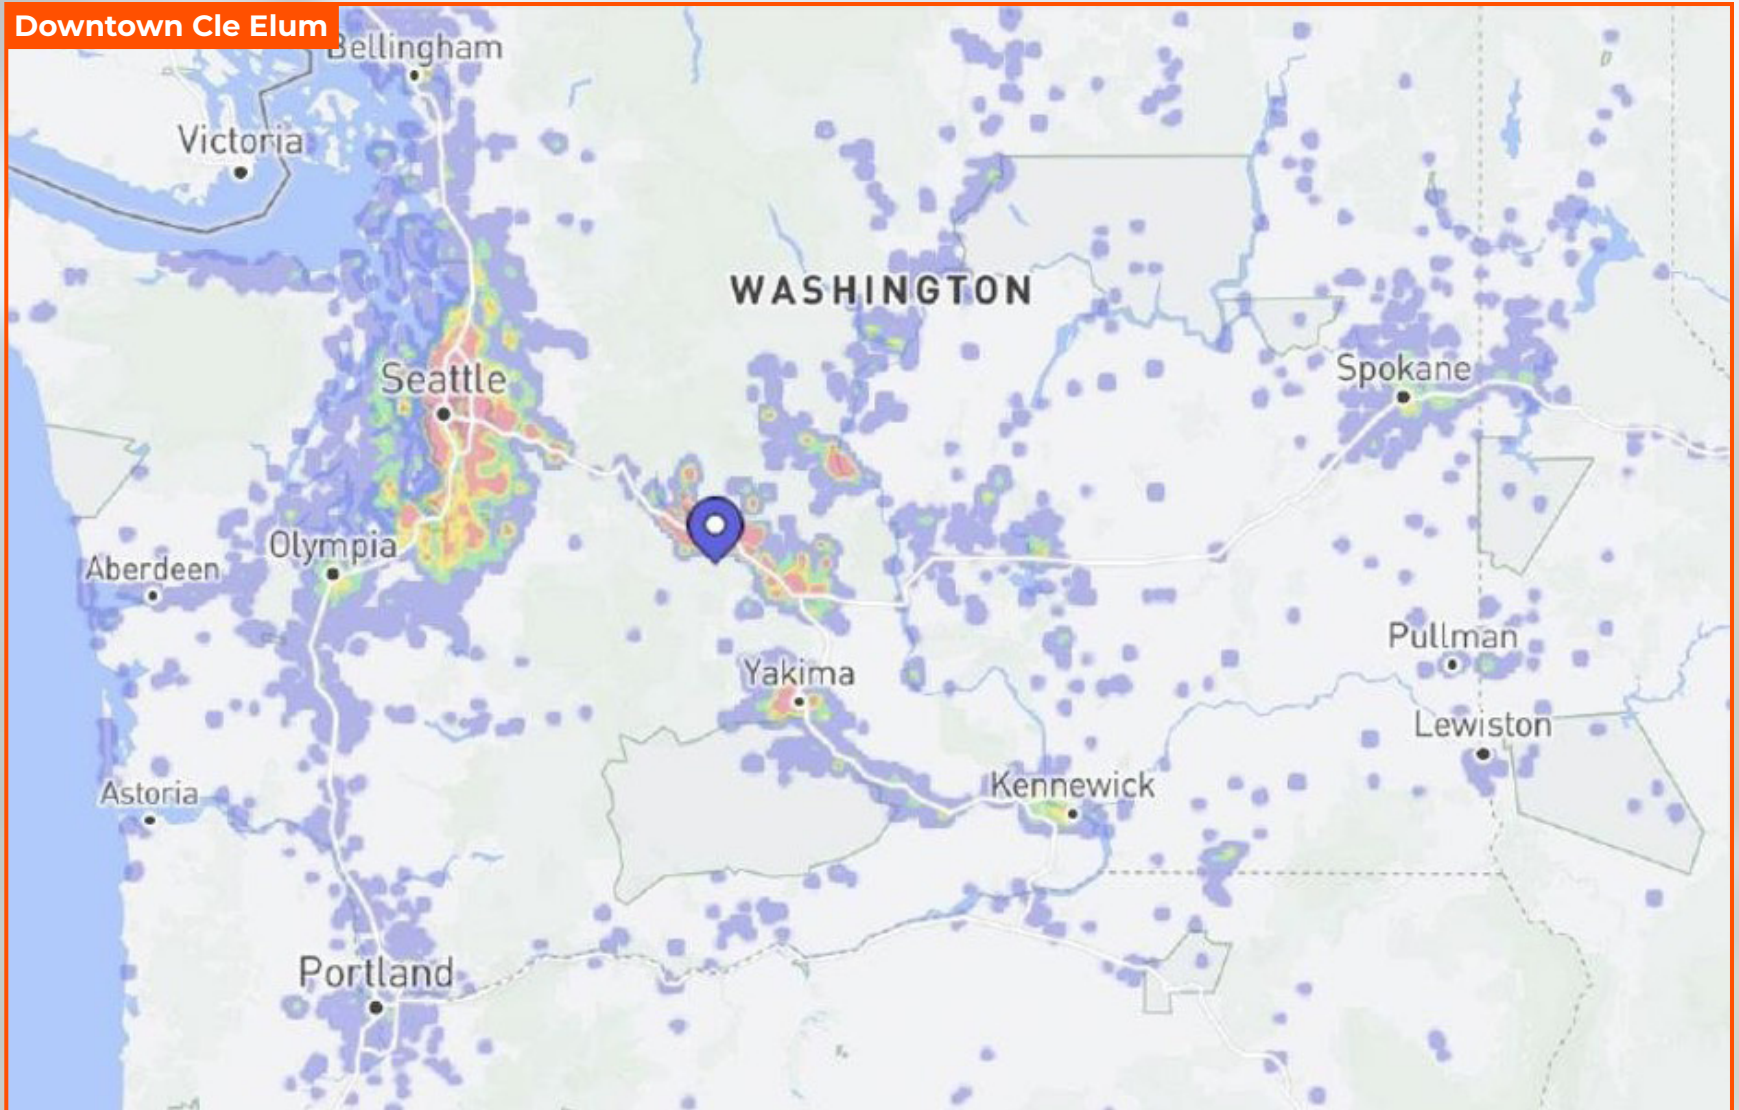 Downtown Cle Elum
Bellingham
Victoria
WASHINGTON
Seattle
Spokane
Olympia
Aberdeen
Pullman
Yakima
Lewiston
Kennewick
Astoria
Portland